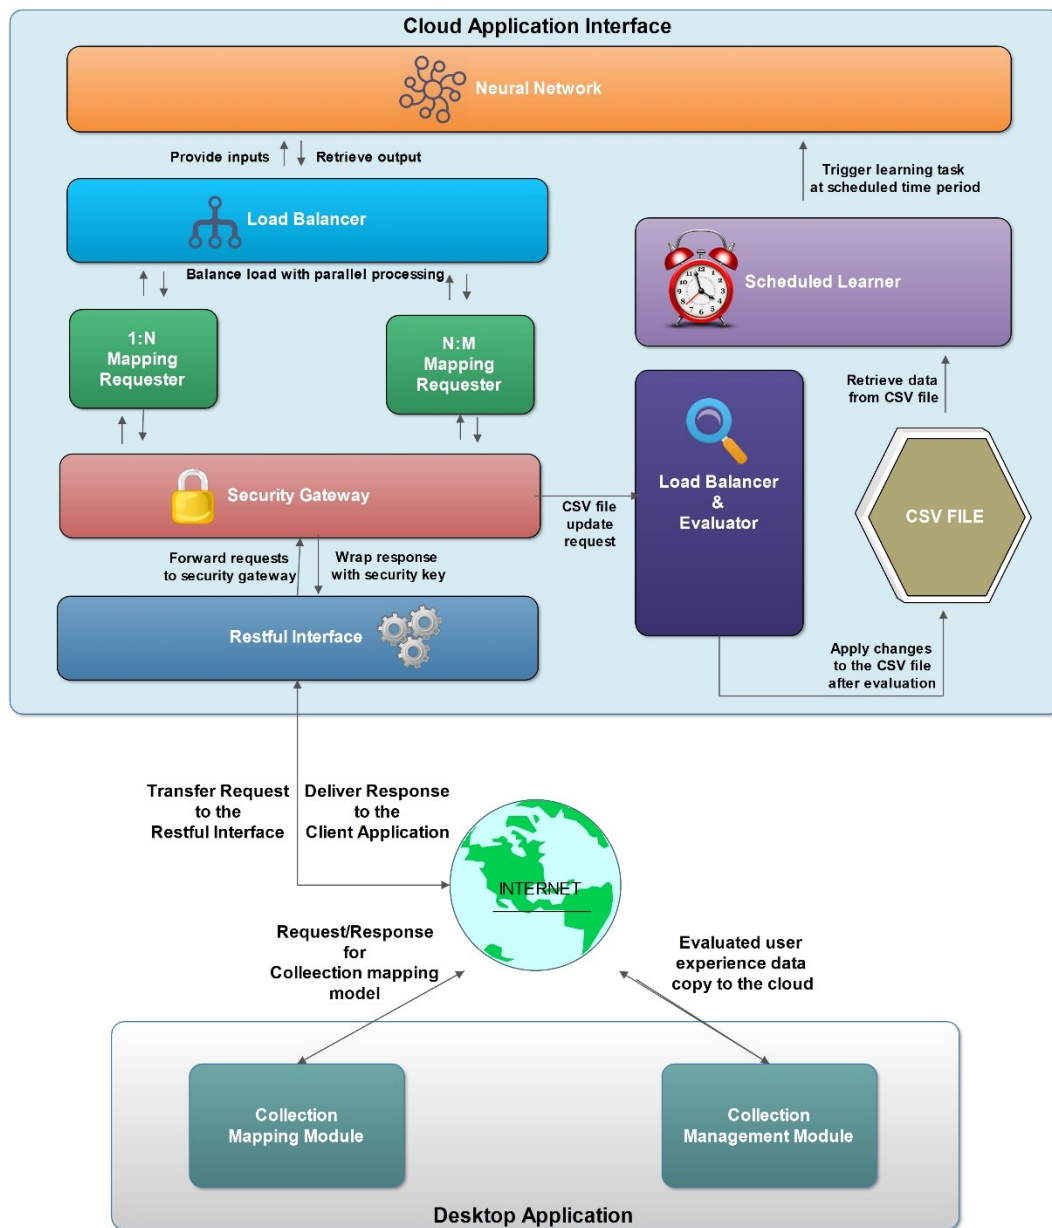 Cloud Application Interface
Neural Network
Provide inputs
Retrieve output
Trigger learning task
at scheduled time period
Load Balancer
Balance load with parallel processing
Scheduled Learner
1:N
Mapping
Requester
N:M
Mapping
Requester
Retrieve data
from CSV file
Load Balancer
&
Evaluator
CSV FILE
Security Gateway
CSV file
update
request
Forward requests
to security gateway
Wrap response
with security key
Restful Interface
Apply changes
to the CSV file
after evaluation
Transfer Request
to the
Restful Interface
Deliver Response
to the
Client Application
INTERNET
Request/Response
for
Colleection mapping
model
Evaluated user
experience data
copy to the cloud
Collection
Mapping Module
Collection
Management Module
Desktop Application